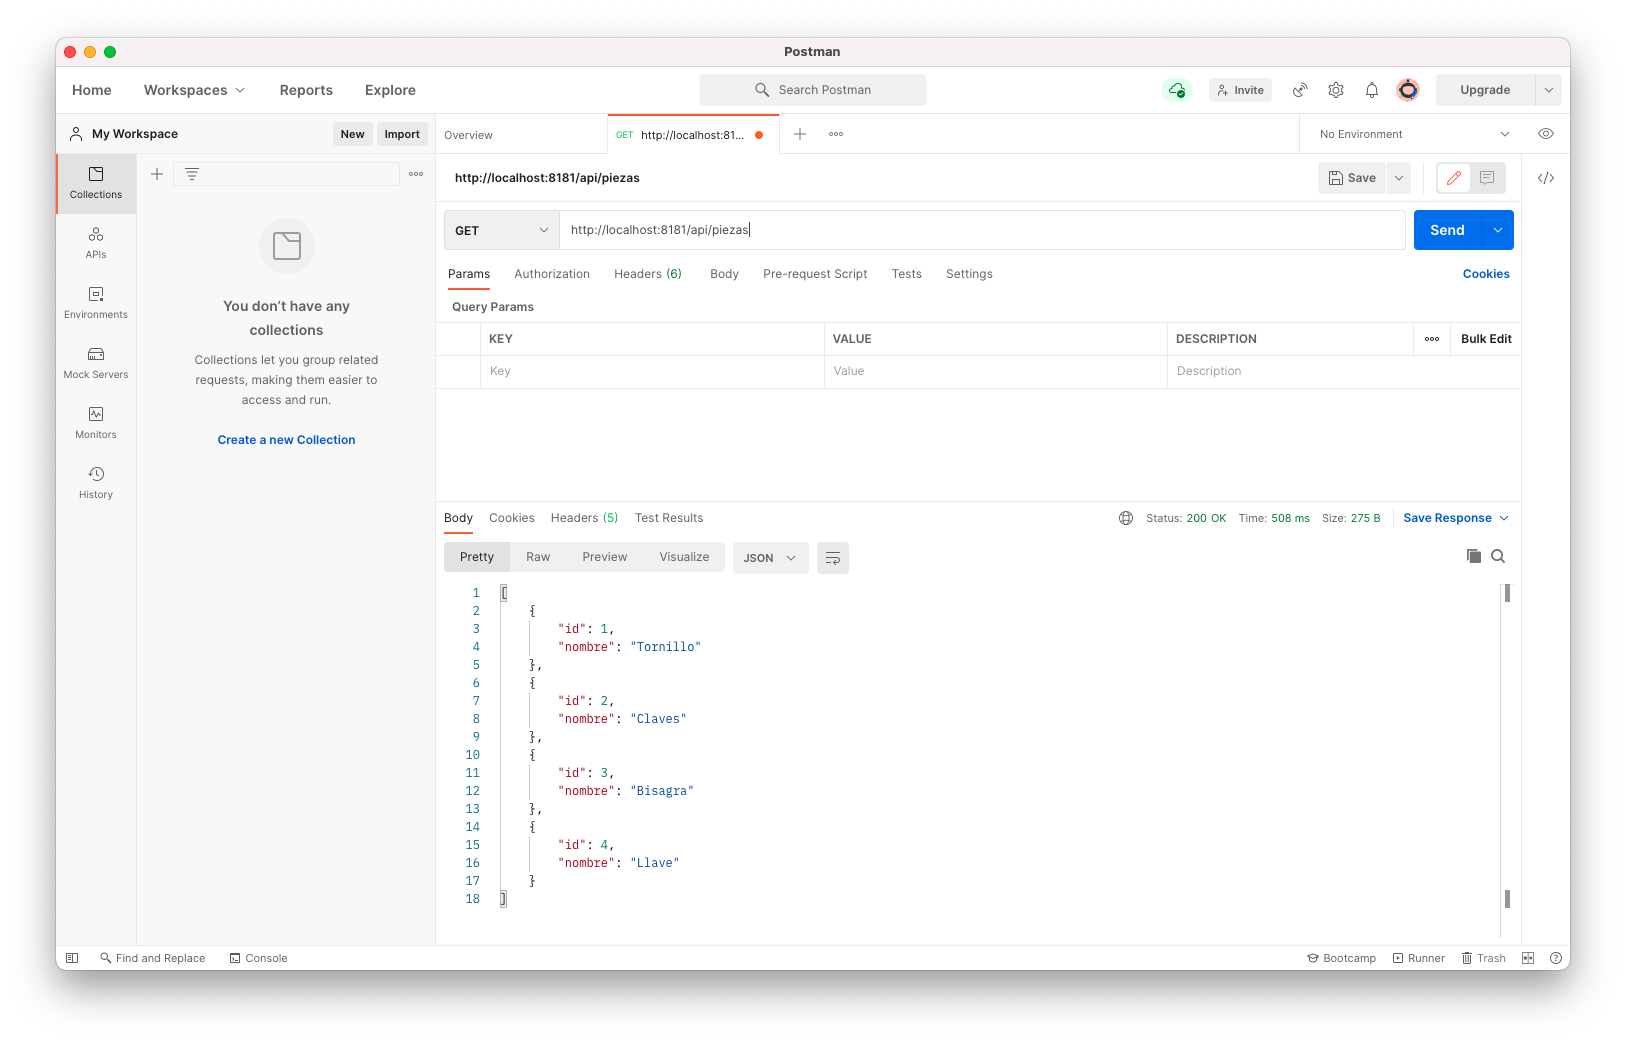 Postman
Home Workspaces Reports Explore Search Postman Invite Upgrade
My Workspace New Import Overview GET http://localhost:81... No Environment
Collections
APIs
Environments
Mock Servers
Monitors
History
You don’t have any
collections
Collections let you group related
requests, making them easier to
access and run.
Create a new Collection
http://localhost:8181/api/piezas Save
GET http://localhost:8181/api/piezas Send
Params Authorization Headers (6) Body Pre-request Script Tests Settings Cookies
Query Params
KEY VALUE DESCRIPTION Bulk Edit
Key Value Description
Body Cookies Headers (5) Test Results Status: 200 OK Time: 508 ms Size: 275 B Save Response
Pretty Raw Preview Visualize JSON
1 [
2 {
3 "id": 1,
4 "nombre": "Tornillo"
5 },
6 {
7 "id": 2,
8 "nombre": "Claves"
9 },
10 {
11 "id": 3,
12 "nombre": "Bisagra"
13 },
14 {
15 "id": 4,
16 "nombre": "Llave"
17 }
18 ]
Find and Replace Console Bootcamp Runner Trash